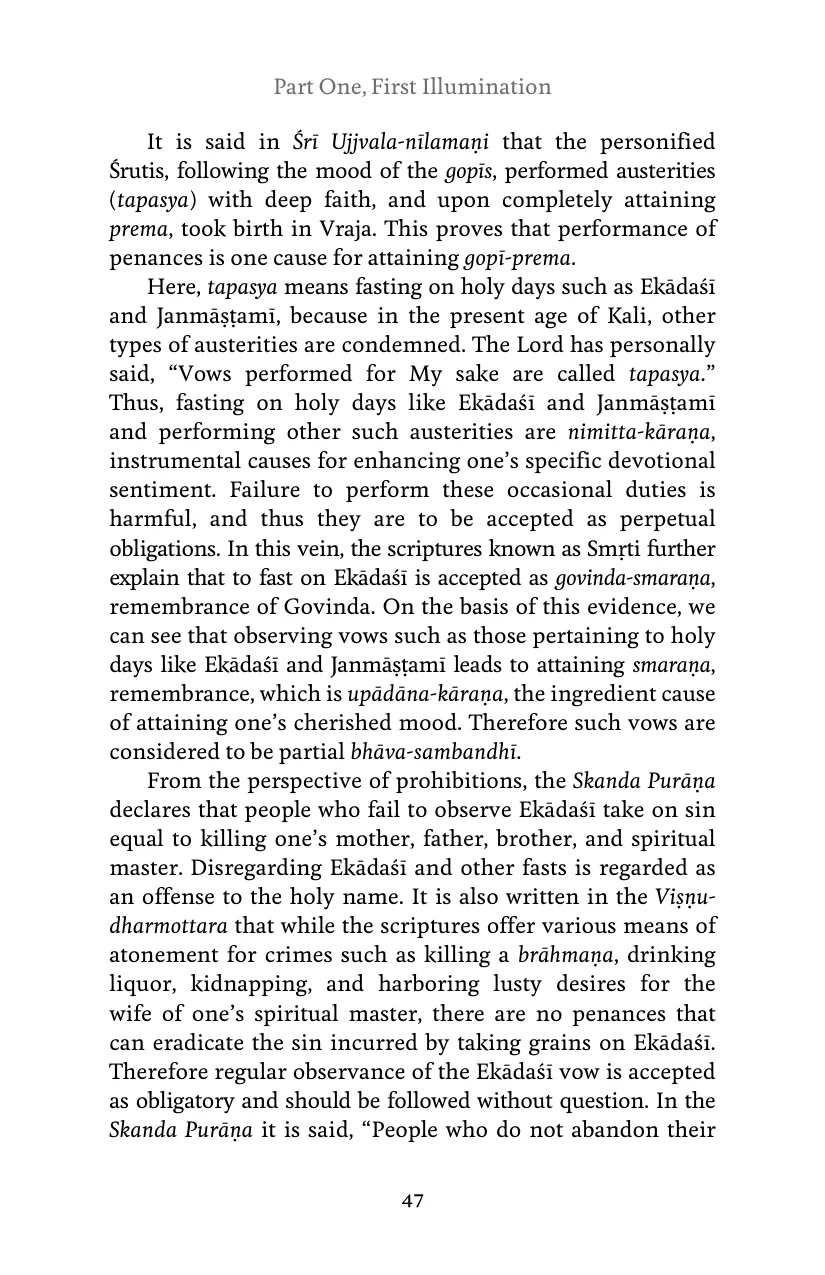 Part One, First Illumination
It is said in Śrī Ujjvala-nīlamaṇi that the personified
Śrutis, following the mood of the gopīs, performed austerities
(tapasya) with deep faith, and upon completely attaining
prema, took birth in Vraja. This proves that performance of
penances is one cause for attaining gopī-prema.
Here, tapasya means fasting on holy days such as Ekādaśī
and Janmāṣṭamī, because in the present age of Kali, other
types of austerities are condemned. The Lord has personally
said, “Vows performed for My sake are called tapasya.”
Thus, fasting on holy days like Ekādaśī and Janmāṣṭamī
and performing other such austerities are nimitta-kāraṇa,
instrumental causes for enhancing one’s specific devotional
sentiment. Failure to perform these occasional duties is
harmful, and thus they are to be accepted as perpetual
obligations. In this vein, the scriptures known as Smṛti further
explain that to fast on Ekādaśī is accepted as govinda-smaraṇa,
remembrance of Govinda. On the basis of this evidence, we
can see that observing vows such as those pertaining to holy
days like Ekādaśī and Janmāṣṭamī leads to attaining smaraṇa,
remembrance, which is upādāna-kāraṇa, the ingredient cause
of attaining one’s cherished mood. Therefore such vows are
considered to be partial bhāva-sambandhī.
From the perspective of prohibitions, the Skanda Purāṇa
declares that people who fail to observe Ekādaśī take on sin
equal to killing one’s mother, father, brother, and spiritual
master. Disregarding Ekādaśī and other fasts is regarded as
an offense to the holy name. It is also written in the Viṣṇu-
dharmottara that while the scriptures offer various means of
atonement for crimes such as killing a brāhmaṇa, drinking
liquor, kidnapping, and harboring lusty desires for the
wife of one’s spiritual master, there are no penances that
can eradicate the sin incurred by taking grains on Ekādaśī.
Therefore regular observance of the Ekādaśī vow is accepted
as obligatory and should be followed without question. In the
Skanda Purāṇa it is said, “People who do not abandon their
47